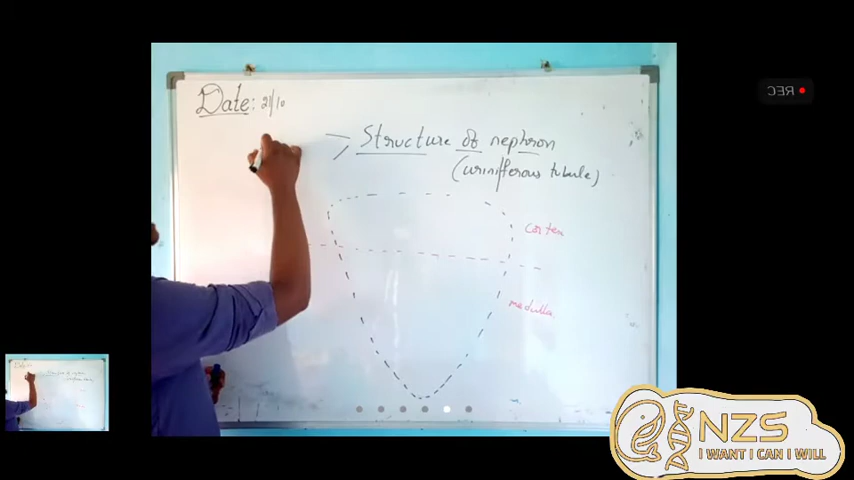 Date: 21/10
Structure of nephron
(uriniferous tubule)
cortex
medulla
REC
NZS
I WANT I CAN I WILL